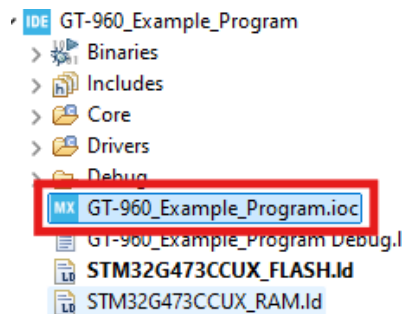 IDE GT-960_Example_Program
Binaries
Includes
Core
Drivers
Debug
MX GT-960_Example_Program.ioc
GT-960_Example_Program Debug.l
STM32G473CCUX_FLASH.ld
STM32G473CCUX_RAM.ld